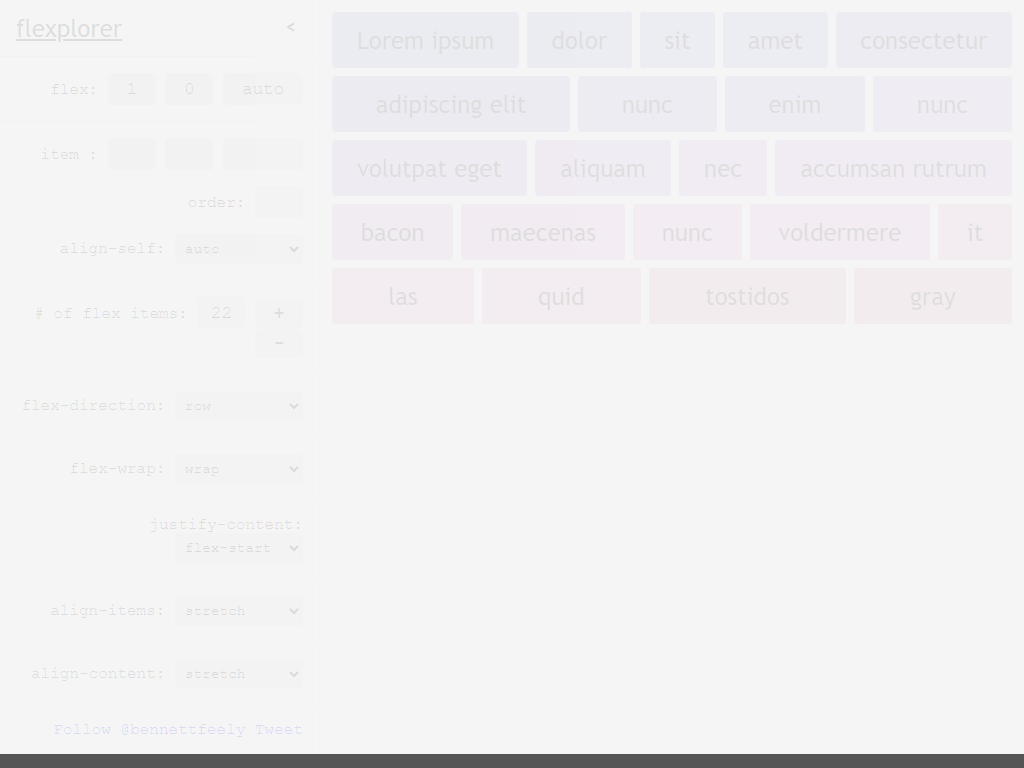 flexplorer <
flex: 1 0 auto
item :
order:
align-self: auto
# of flex items: 22 +
-
flex-direction: row
flex-wrap: wrap
justify-content:
flex-start
align-items: stretch
align-content: stretch
Follow @bennettfeely Tweet
Lorem ipsum dolor sit amet consectetur
adipiscing elit nunc enim nunc
volutpat eget aliquam nec accumsan rutrum
bacon maecenas nunc voldermere it
las quid tostidos gray